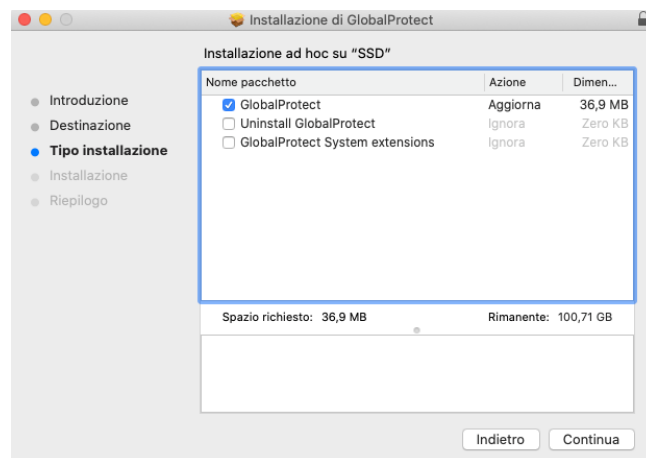 Installazione di GlobalProtect
Installazione ad hoc su "SSD"
Introduzione
Destinazione
Tipo installazione
Installazione
Riepilogo
Nome pacchetto Azione Dimen...
GlobalProtect Aggiorna 36,9 MB
Uninstall GlobalProtect Ignora Zero KB
GlobalProtect System extensions Ignora Zero KB
Spazio richiesto: 36,9 MB Rimanente: 100,71 GB
Indietro Continua